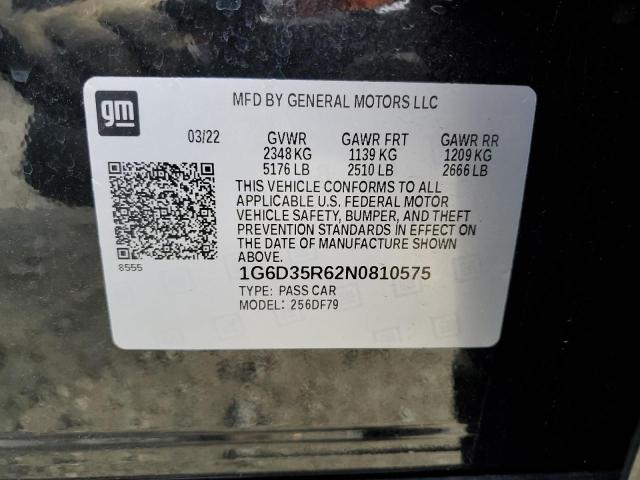 gm
MFD BY GENERAL MOTORS LLC
03/22 GVWR GAWR FRT GAWR RR
2348 KG 1139 KG 1209 KG
5176 LB 2510 LB 2666 LB
THIS VEHICLE CONFORMS TO ALL
APPLICABLE U.S. FEDERAL MOTOR
VEHICLE SAFETY, BUMPER, AND THEFT
PREVENTION STANDARDS IN EFFECT ON
THE DATE OF MANUFACTURE SHOWN
ABOVE.
8555
1G6D35R62N0810575
TYPE: PASS CAR
MODEL: 256DF79